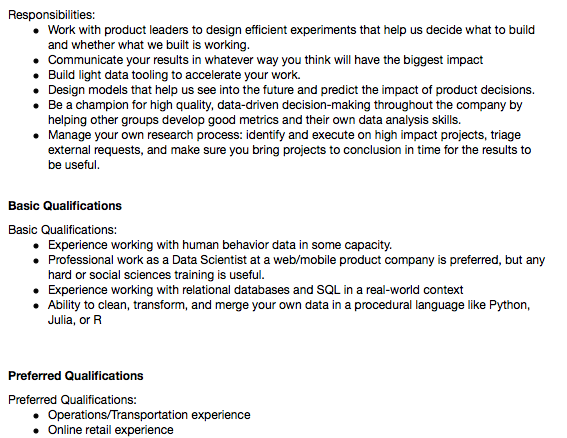 Responsibilities:
• Work with product leaders to design efficient experiments that help us decide what to build
and whether what we built is working.
• Communicate your results in whatever way you think will have the biggest impact
• Build light data tooling to accelerate your work.
• Design models that help us see into the future and predict the impact of product decisions.
• Be a champion for high quality, data-driven decision-making throughout the company by
helping other groups develop good metrics and their own data analysis skills.
• Manage your own research process: identify and execute on high impact projects, triage
external requests, and make sure you bring projects to conclusion in time for the results to
be useful.
Basic Qualifications
Basic Qualifications:
• Experience working with human behavior data in some capacity.
• Professional work as a Data Scientist at a web/mobile product company is preferred, but any
hard or social sciences training is useful.
• Experience working with relational databases and SQL in a real-world context
• Ability to clean, transform, and merge your own data in a procedural language like Python,
Julia, or R
Preferred Qualifications
Preferred Qualifications:
• Operations/Transportation experience
• Online retail experience